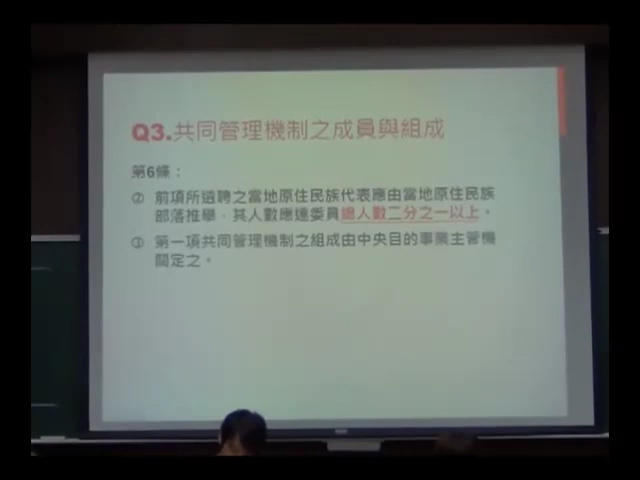 Q3.共同管理機制之成員與組成
第6條：
② 前項所遴聘之當地原住民族代表應由當地原住民族
部落推舉，其人數應達委員總人數二分之一以上。
③ 第一項共同管理機制之組成由中央目的事業主管機
關定之。